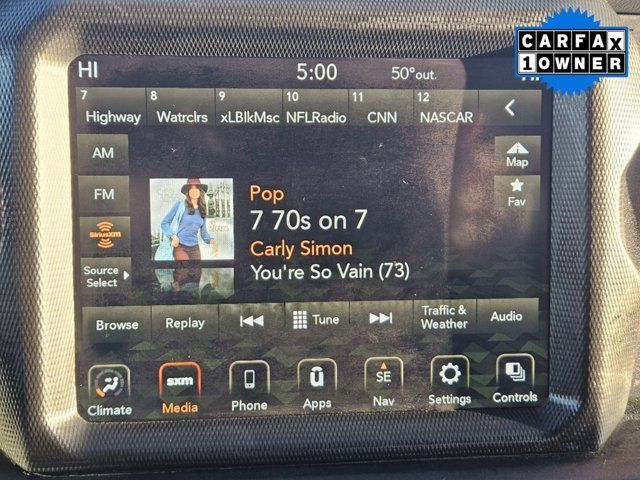 CARFAX
1 OWNER
HI 5:00 50°out. HI
7 8 9 10 11 12
Highway Watrclrs xLBlkMsc NFLRadio CNN NASCAR
AM
Map
FM
Fav
SiriusXM
Source
Select
Pop
7 70s on 7
Carly Simon
You're So Vain (73)
Browse Replay Tune Traffic & Audio
Weather
sxm
SE
Climate Media Phone Apps Nav Settings Controls